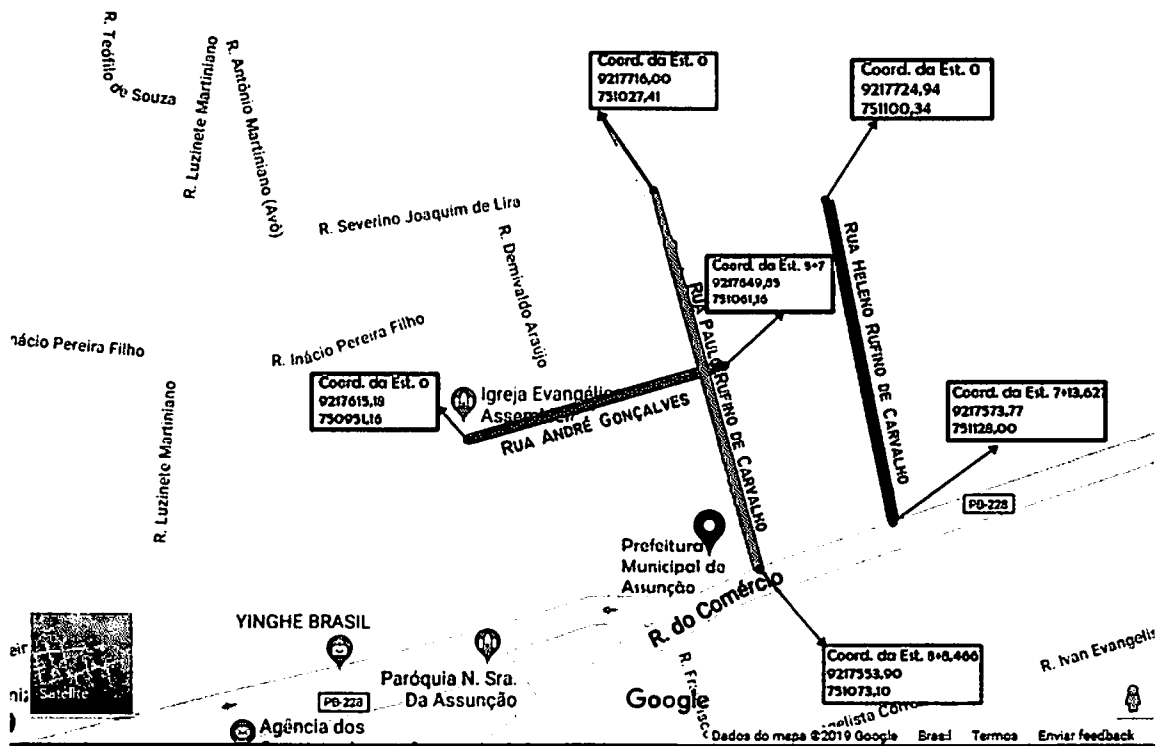 R. Teófilo de Souza
R. Luzinete Martiniano
R. Antônio Martiniano (Avô)
Coord. da Est. 0
9217716,00
751027,41
Coord. da Est. 0
9217724,94
751100,34
R. Severino Joaquim de Lira
R. Demivaldo Araújo
Coord. da Est. 5+7
751061,16
RUA PAULO RUFINO DE CARVALHO
RUA HELENO RUFINO DE CARVALHO
nácio Pereira Filho
R. Inácio Pereira Filho
Coord. da Est. 0
9217615,18
750951,16
Igreja Evangélic
RUA ANDRÉ GONÇALVES
Coord. da Est. 7+13,627
9217573,77
751128,00
R. Luzinete Martiniano
PB-228
Prefeitura
Municipal de
Assunção
R. do Comércio
YINGHE BRASIL
Paróquia N. Sra.
Da Assunção
PB-228
Agência dos
Satélite
Coord. da Est. 8+8,466
9217553,90
751073,10
R. Ivan Evangelis
Google
Dados do mapa ©2019 Google Brasil Termos Enviar feedback